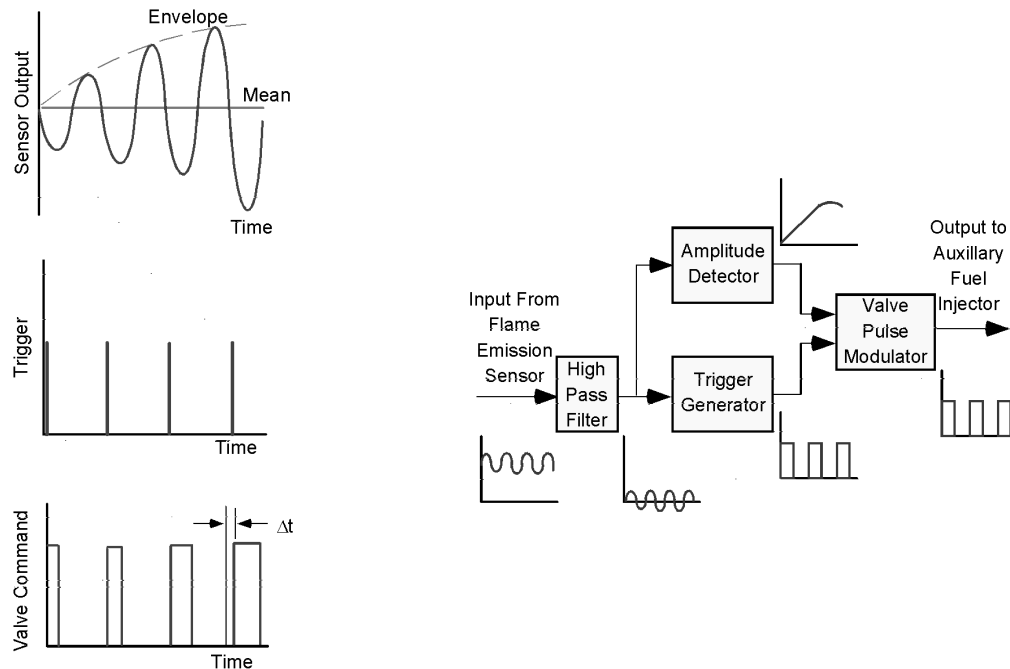 Envelope
Mean
Sensor Output
Time
Trigger
Time
Δt
Valve Command
Time
Input From
Flame
Emission
Sensor
High
Pass
Filter
Amplitude
Detector
Trigger
Generator
Valve
Pulse
Modulator
Output to
Auxillary
Fuel
Injector